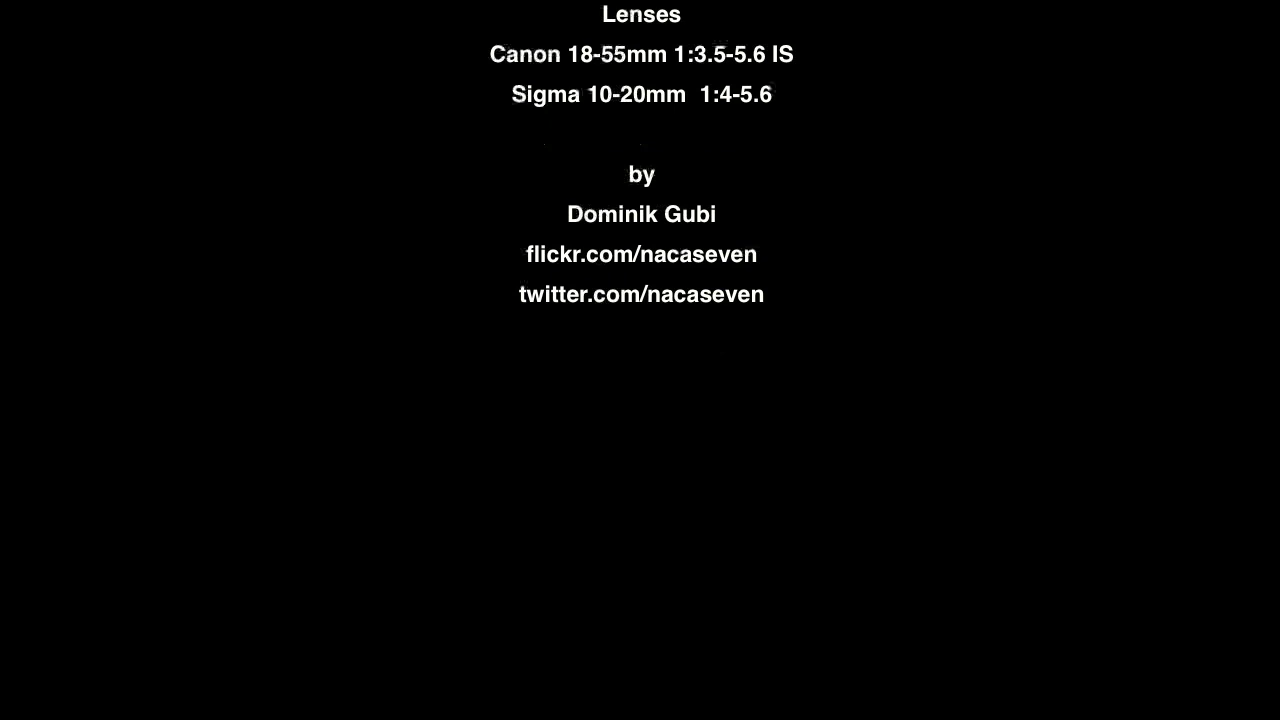 Lenses
Canon 18-55mm 1:3.5-5.6 IS
Sigma 10-20mm  1:4-5.6
by
Dominik Gubi
flickr.com/nacaseven
twitter.com/nacaseven